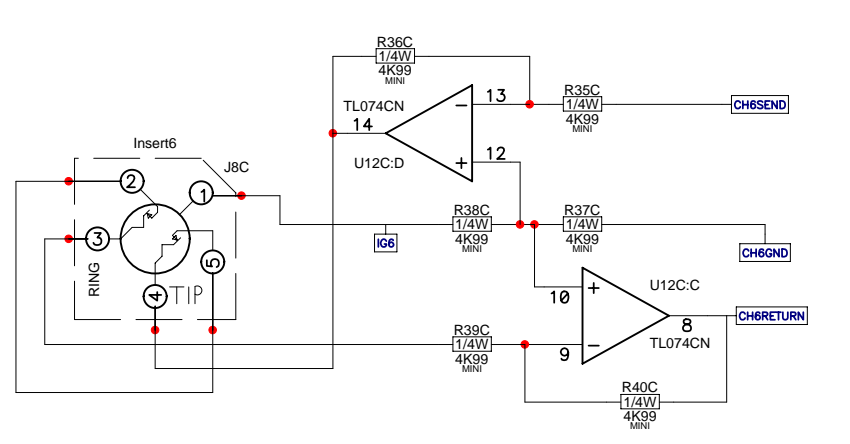 R36C
1/4W
4K99
MINI
TL074CN
14
13
12
U12C:D
R35C
1/4W
4K99
MINI
CH6SEND
Insert6
J8C
2
1
3
RING
5
4
TIP
IG6
R38C
1/4W
4K99
MINI
R37C
1/4W
4K99
MINI
CH6GND
10
9
U12C:C
8
TL074CN
CH6RETURN
R39C
1/4W
4K99
MINI
R40C
1/4W
4K99
MINI